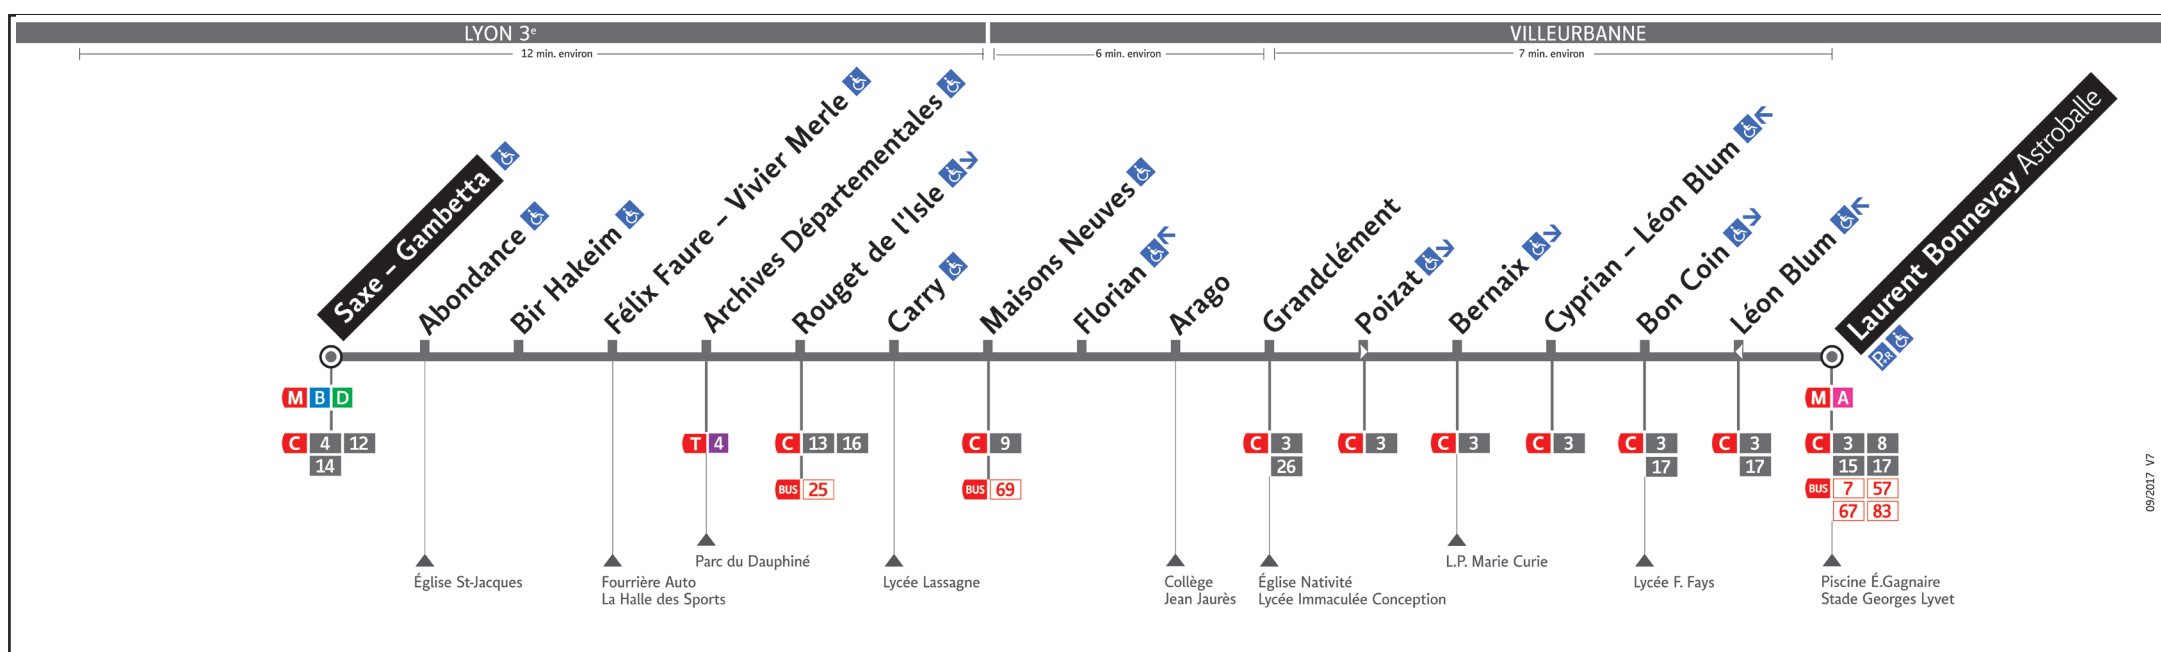 LYON 3e
VILLEURBANNE
12 min. environ
6 min. environ
7 min. environ
Saxe – Gambetta
Abondance
Bir Hakeim
Félix Faure – Vivier Merle
Archives Départementales
Rouget de l'Isle
Carry
Maisons Neuves
Florian
Arago
Grandclément
Poizat
Bernaix
Cyprian – Léon Blum
Bon Coin
Léon Blum
Laurent Bonnevay Astroballe
P+R
M B D
C 4 12
14
T 4
C 13 16
BUS 25
C 9
BUS 69
C 3
26
C 3
C 3
C 3
C 3
17
C 3
17
M A
C 3 8
15 17
BUS 7 57
67 83
Église St-Jacques
Fourrière Auto
La Halle des Sports
Parc du Dauphiné
Lycée Lassagne
Collège
Jean Jaurès
Église Nativité
Lycée Immaculée Conception
L.P. Marie Curie
Lycée F. Fays
Piscine É.Gagnaire
Stade Georges Lyvet
09/2017 V7